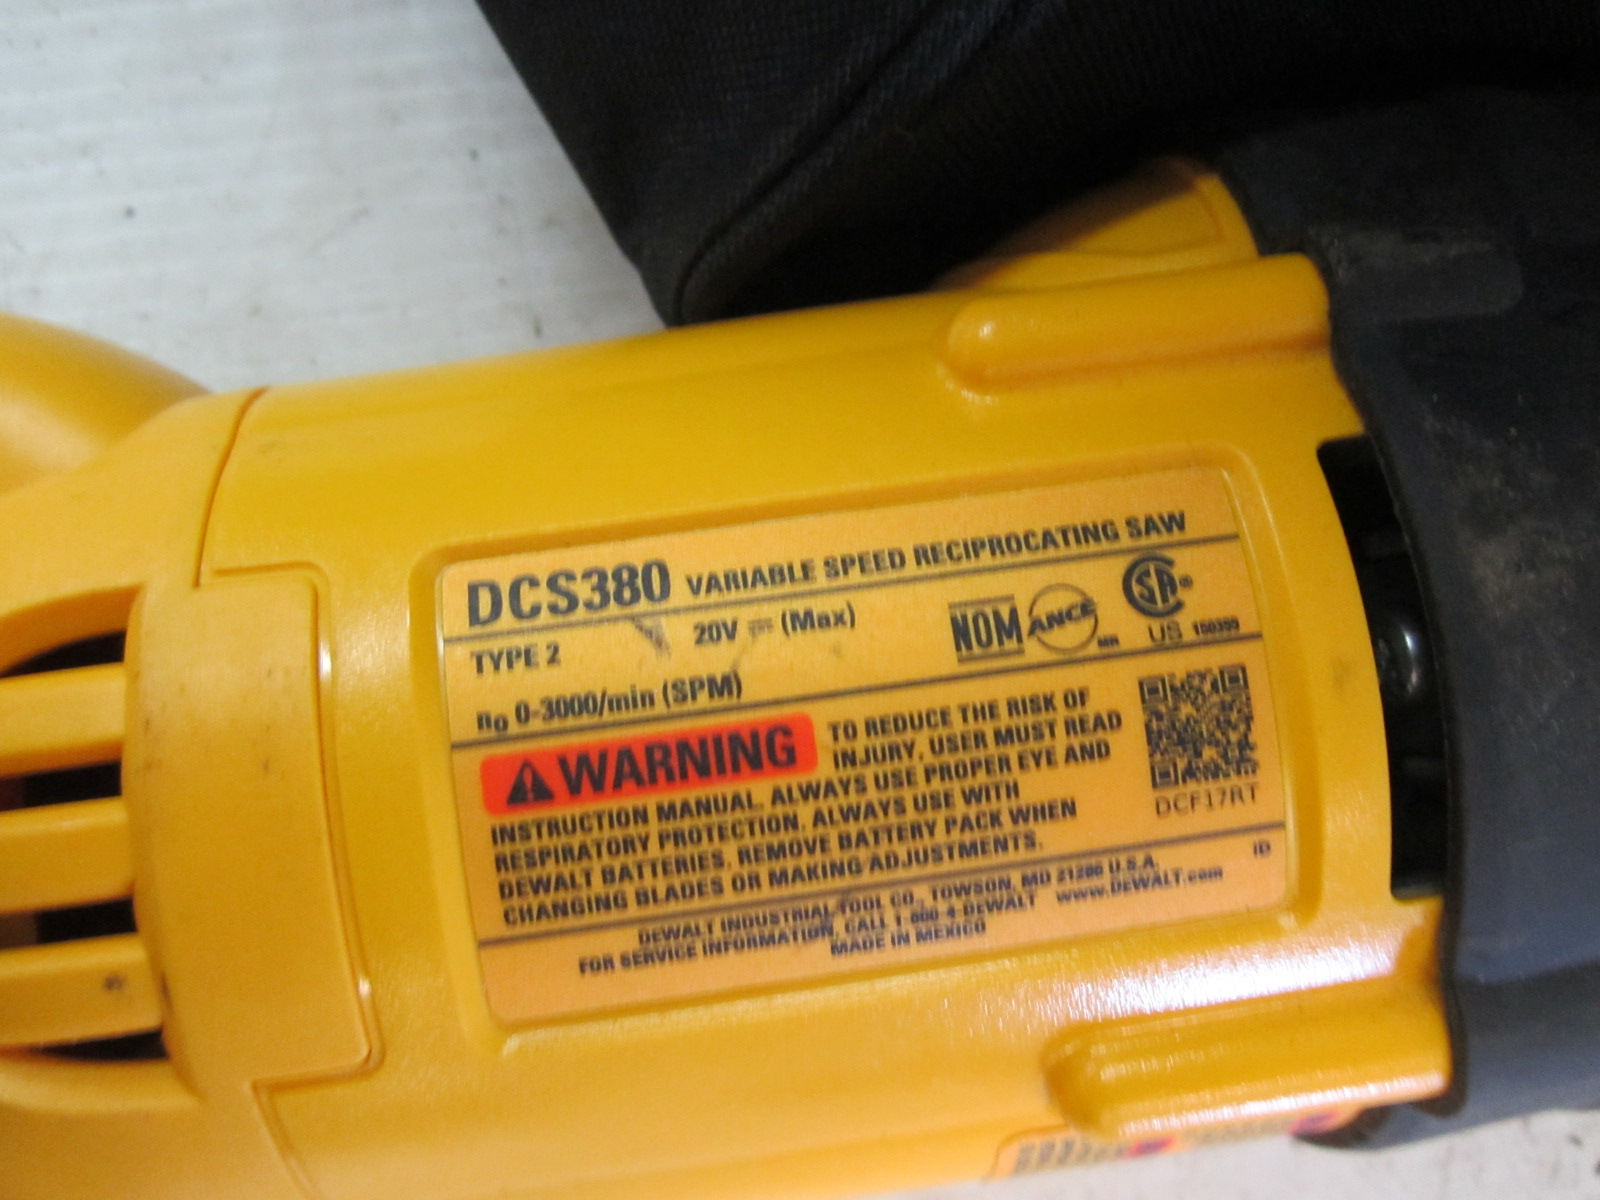 DCS380 VARIABLE SPEED RECIPROCATING SAW
TYPE 2 20V (Max)
NOM ANCE SA US
n₀ 0-3000/min (SPM)
WARNING TO REDUCE THE RISK OF
INJURY, USER MUST READ
INSTRUCTION MANUAL. ALWAYS USE PROPER EYE AND
RESPIRATORY PROTECTION. ALWAYS USE WITH
DEWALT BATTERIES. REMOVE BATTERY PACK WHEN
CHANGING BLADES OR MAKING ADJUSTMENTS.
DCF17RT
ID
DEWALT INDUSTRIAL TOOL CO., TOWSON, MD 21286 U.S.A.
FOR SERVICE INFORMATION, CALL 1-800-4-DEWALT www.DEWALT.com
MADE IN MEXICO